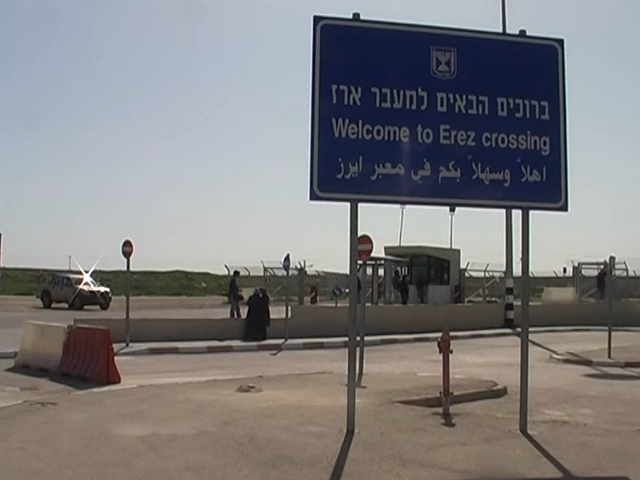 ברוכים הבאים למעבר ארז
Welcome to Erez crossing
اهلاً وسهلاً بكم في معبر ايرز